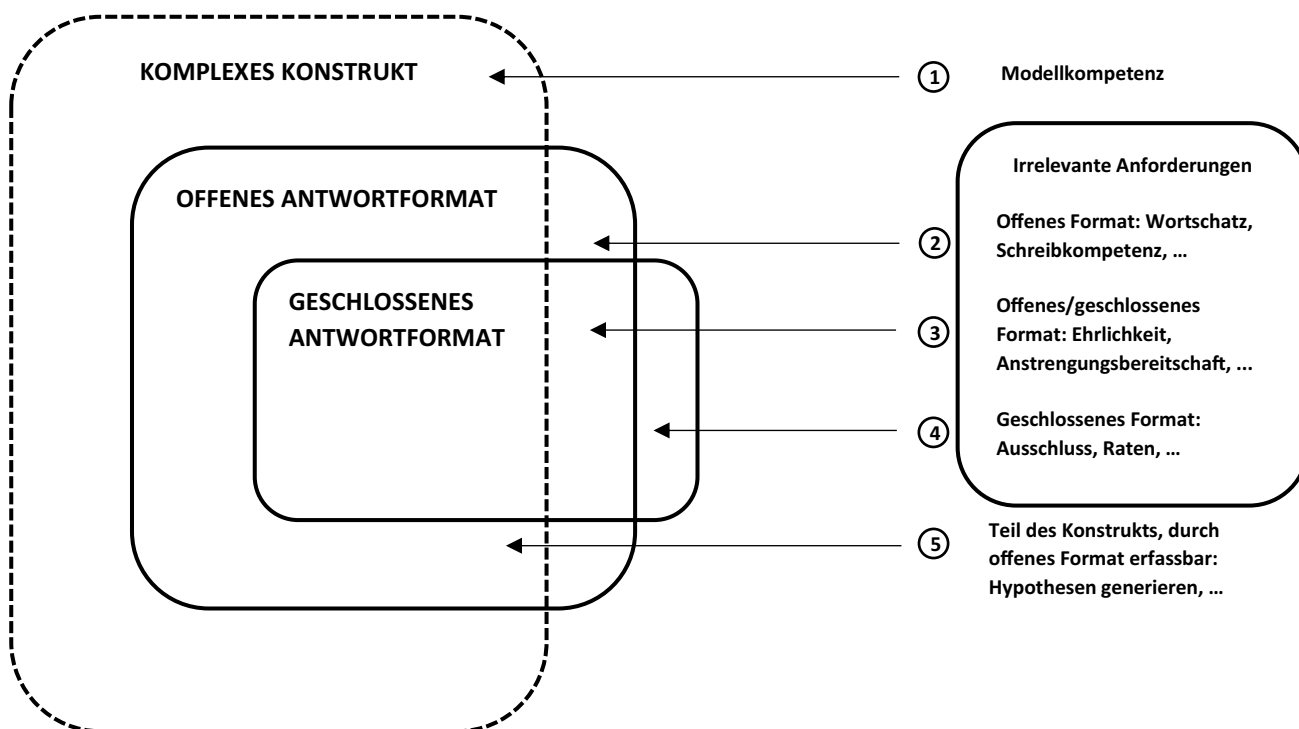 KOMPLEXES KONSTRUKT
OFFENES ANTWORTFORMAT
GESCHLOSSENES
ANTWORTFORMAT
1 Modellkompetenz
Irrelevante Anforderungen
2 Offenes Format: Wortschatz,
Schreibkompetenz, ...
3 Offenes/geschlossenes
Format: Ehrlichkeit,
Anstrengungsbereitschaft, ...
4 Geschlossenes Format:
Ausschluss, Raten, ...
5 Teil des Konstrukts, durch
offenes Format erfassbar:
Hypothesen generieren, ...